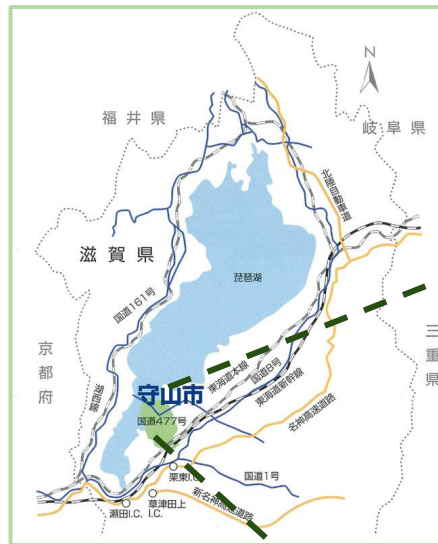 N
福井県
岐阜県
北陸自動車道
滋賀県
琵琶湖
国道161号
三重県
京都府
湖西線
東海道本線
国道8号
東海道新幹線
名神高速道路
守山市
国道477号
栗東I.C.
国道1号
草津田上
I.C.
瀬田I.C.
新名神高速道路